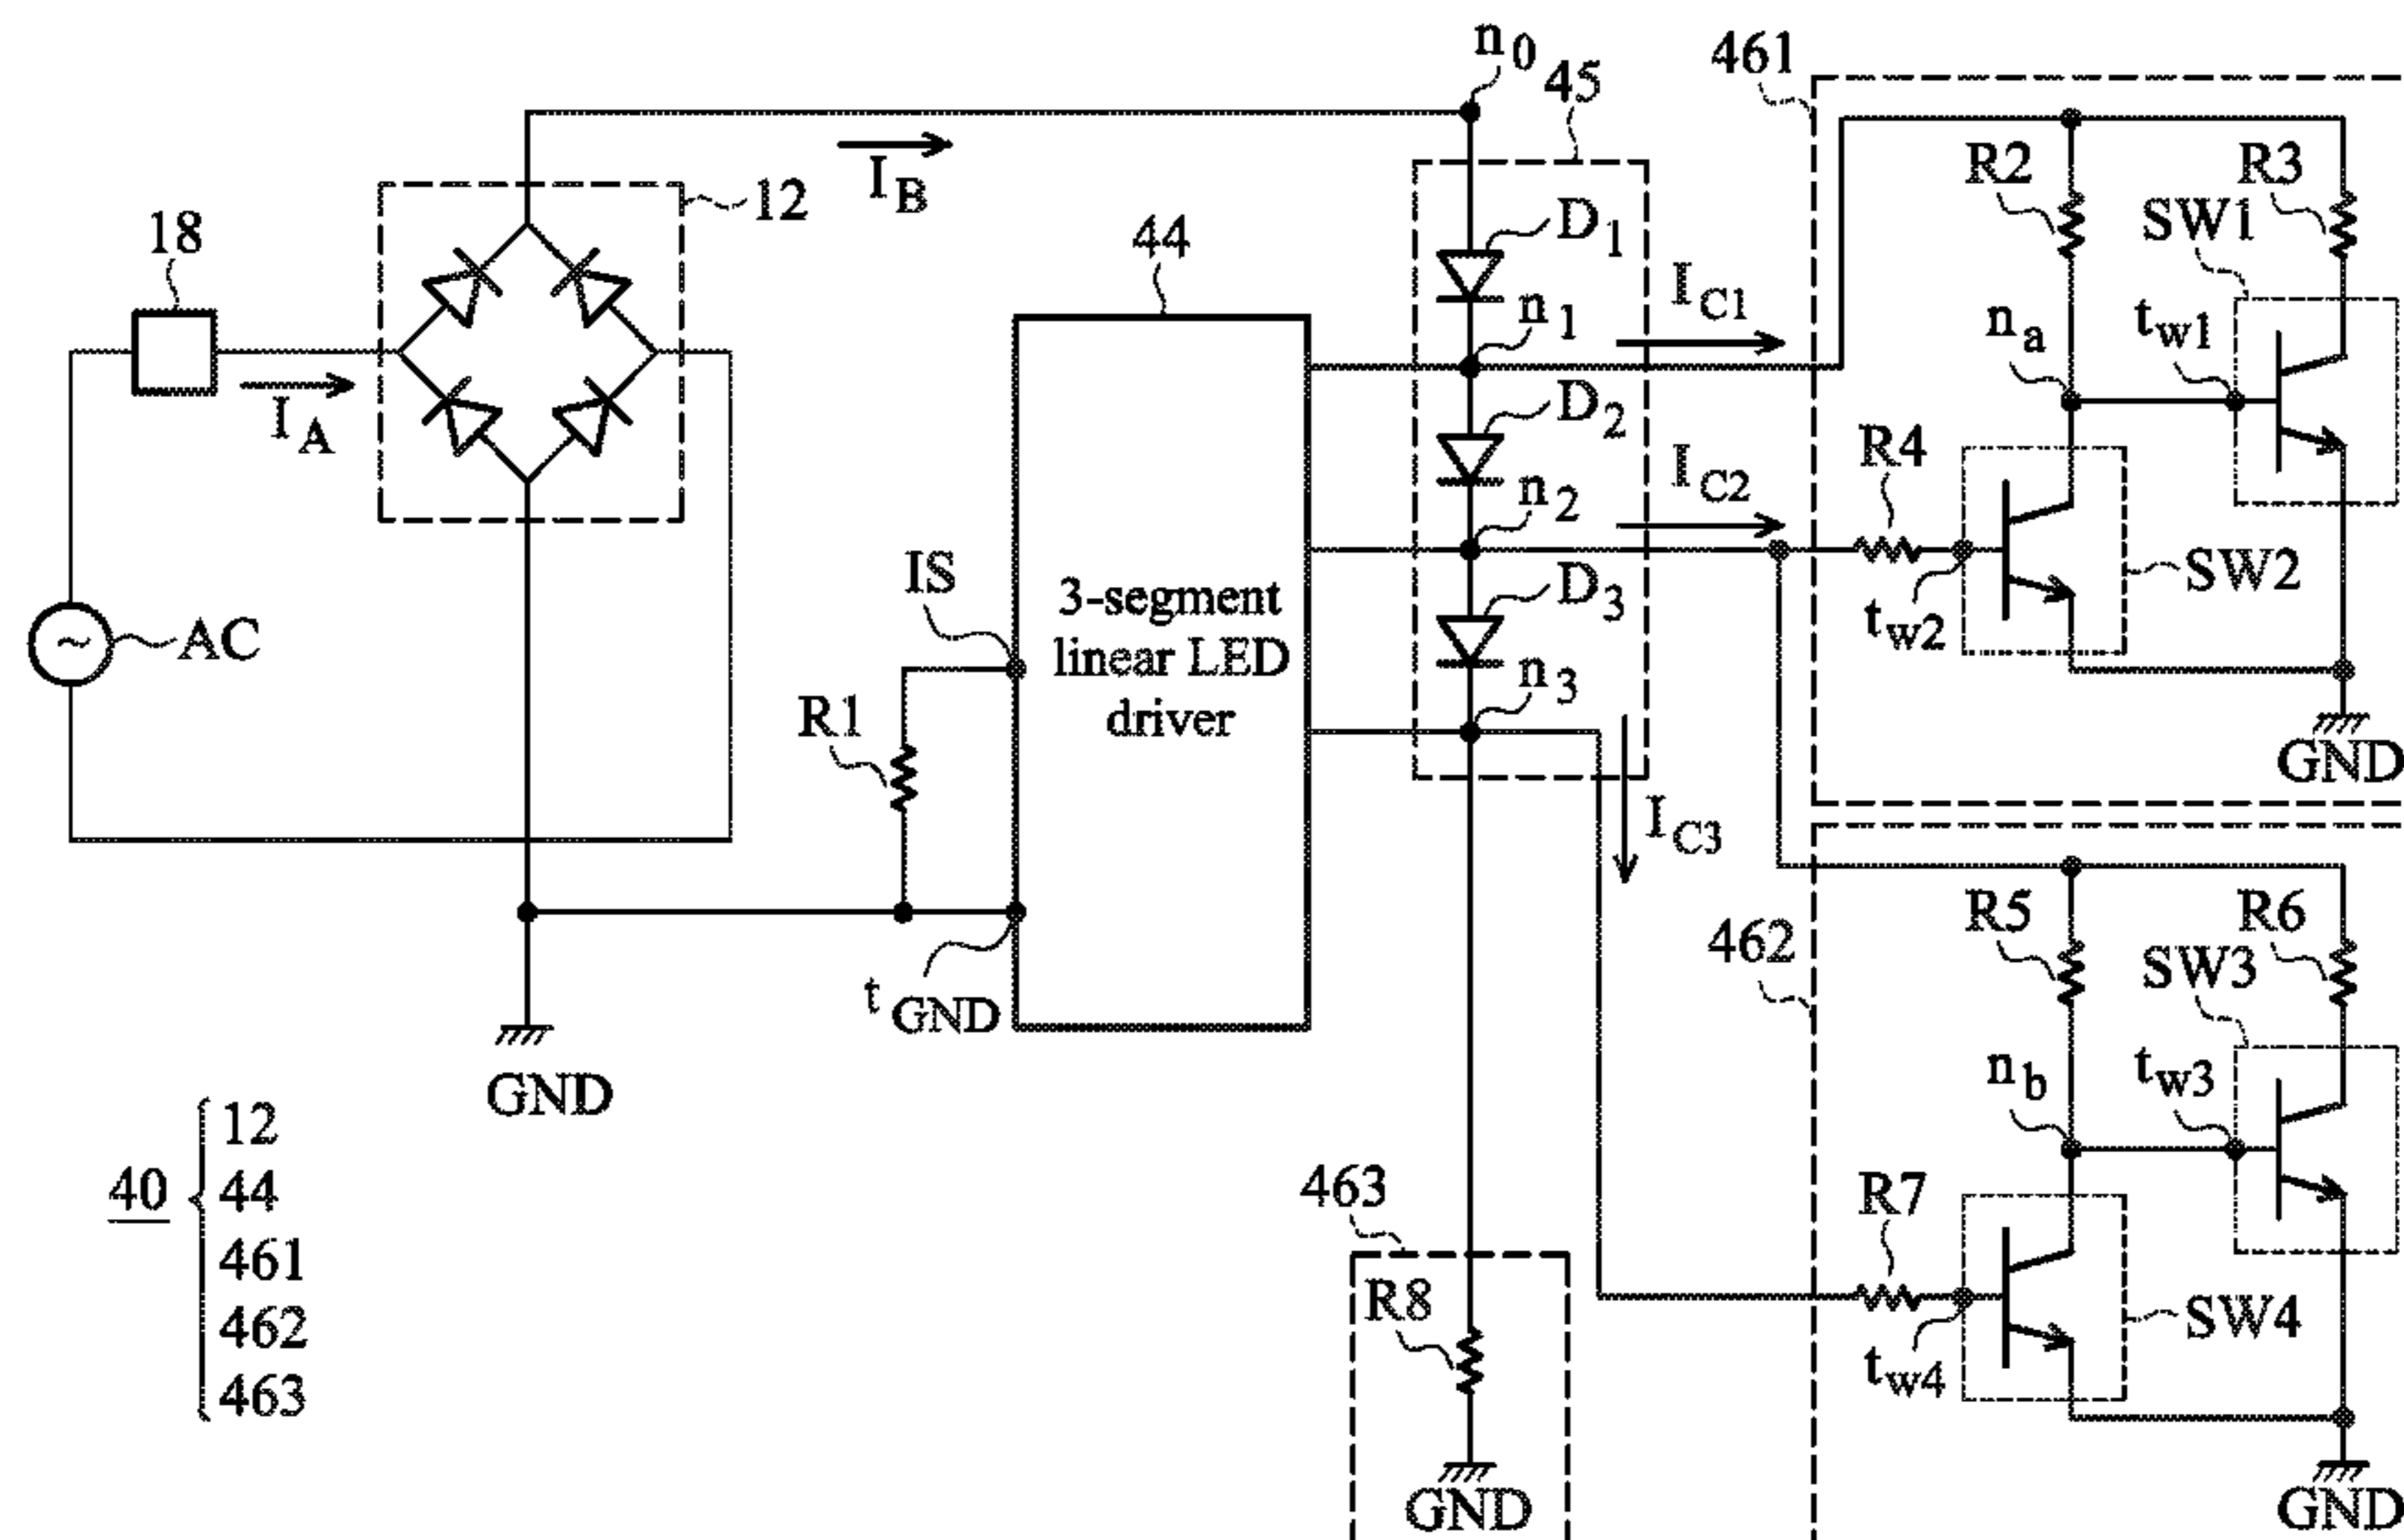 n0
45
461
IB
12
18
IA
AC
44
D1
IC1
n1
D2
IC2
n2
D3
n3
IC3
R2
R3
SW1
na
tw1
R4
tw2
SW2
GND
IS
3-segment
linear LED
driver
R1
tGND
GND
462
R5
R6
SW3
nb
tw3
R7
tw4
SW4
GND
463
R8
GND
40
12
44
461
462
463